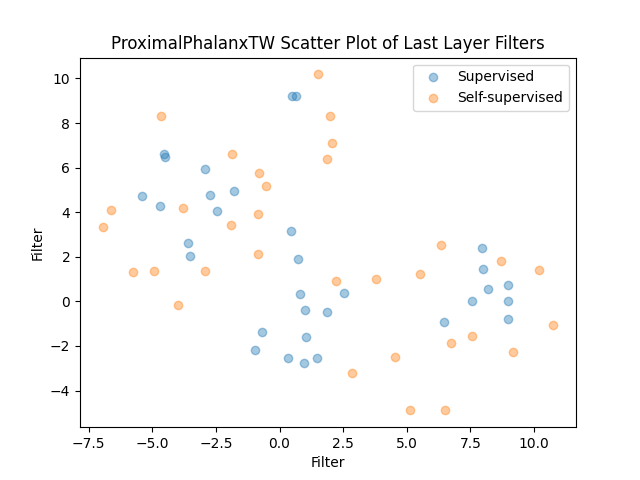 ProximalPhalanxTW Scatter Plot of Last Layer Filters
Supervised
Self-supervised
10
8
6
4
2
0
−2
−4
Filter
−7.5 −5.0 −2.5 0.0 2.5 5.0 7.5 10.0
Filter